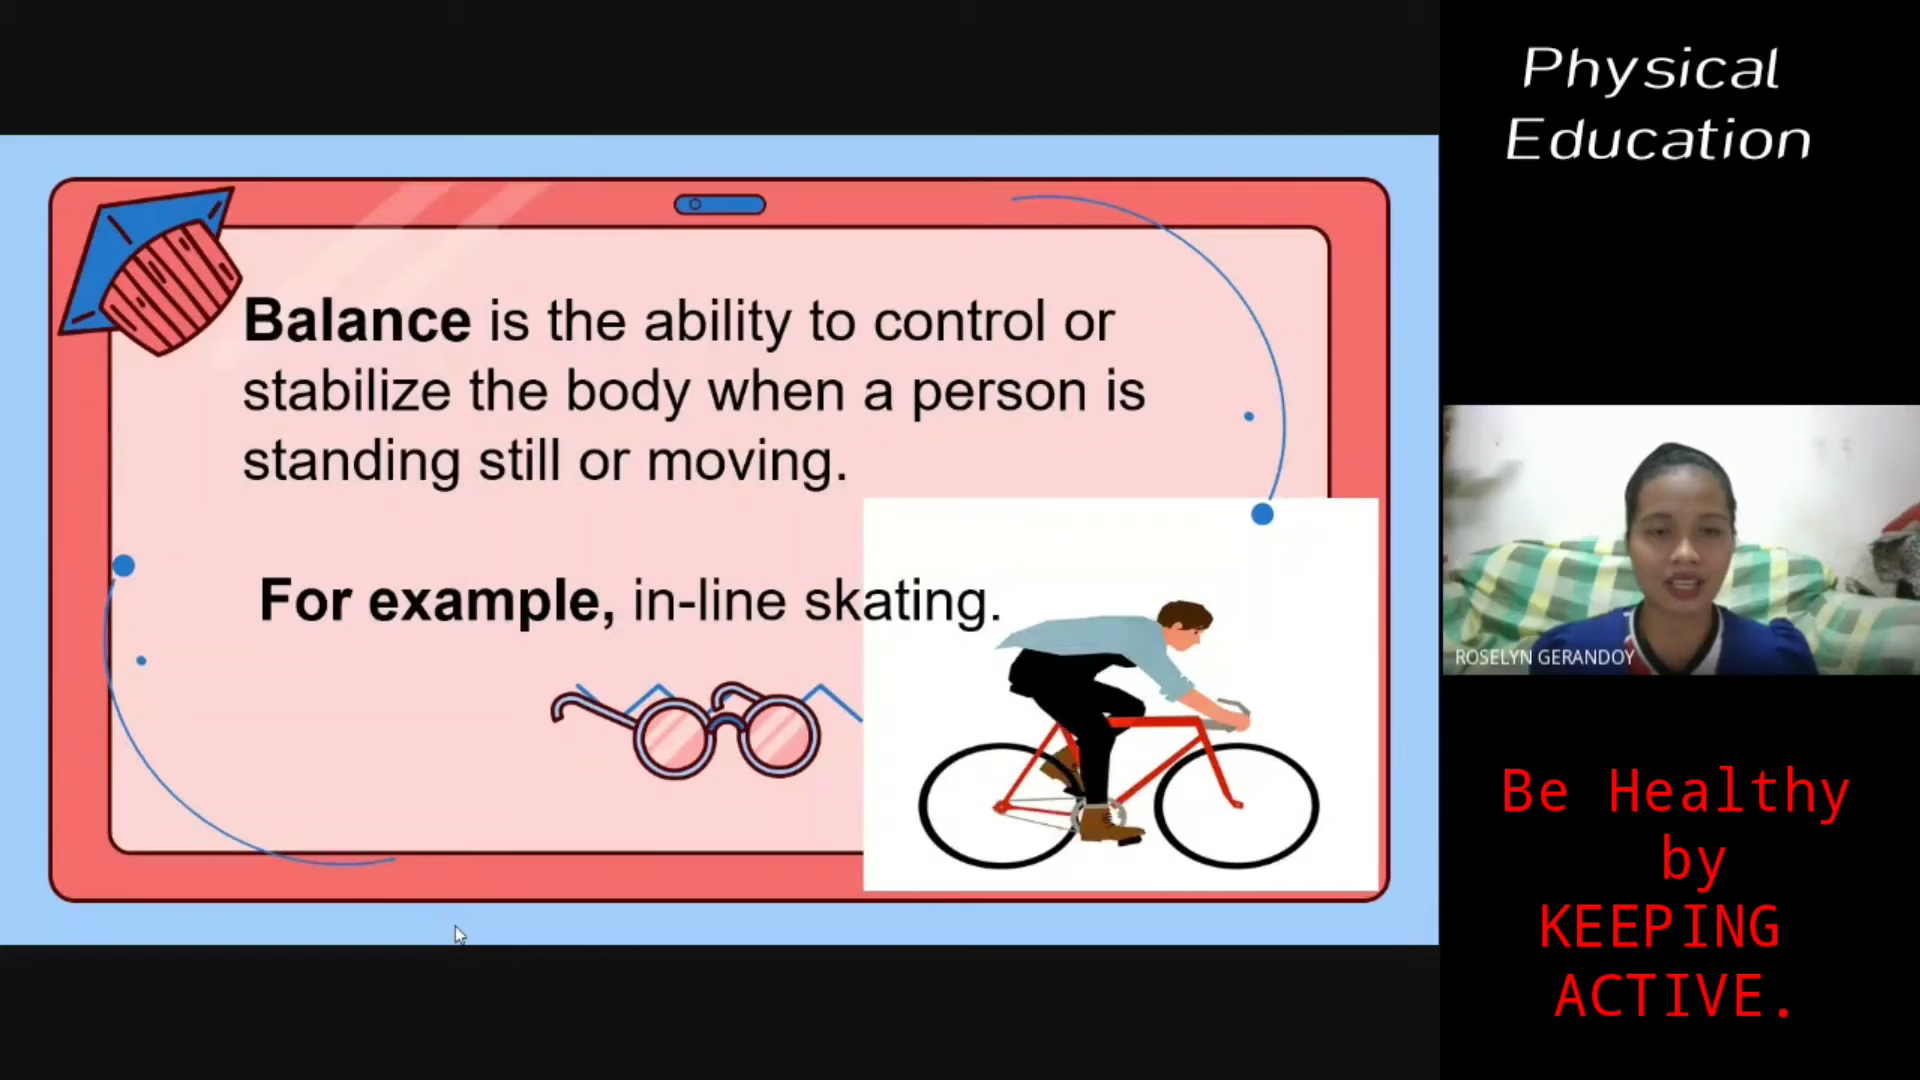 Balance is the ability to control or
stabilize the body when a person is
standing still or moving.
For example, in-line skating.
Physical
Education
ROSELYN GERANDOY
Be Healthy
by
KEEPING
ACTIVE.